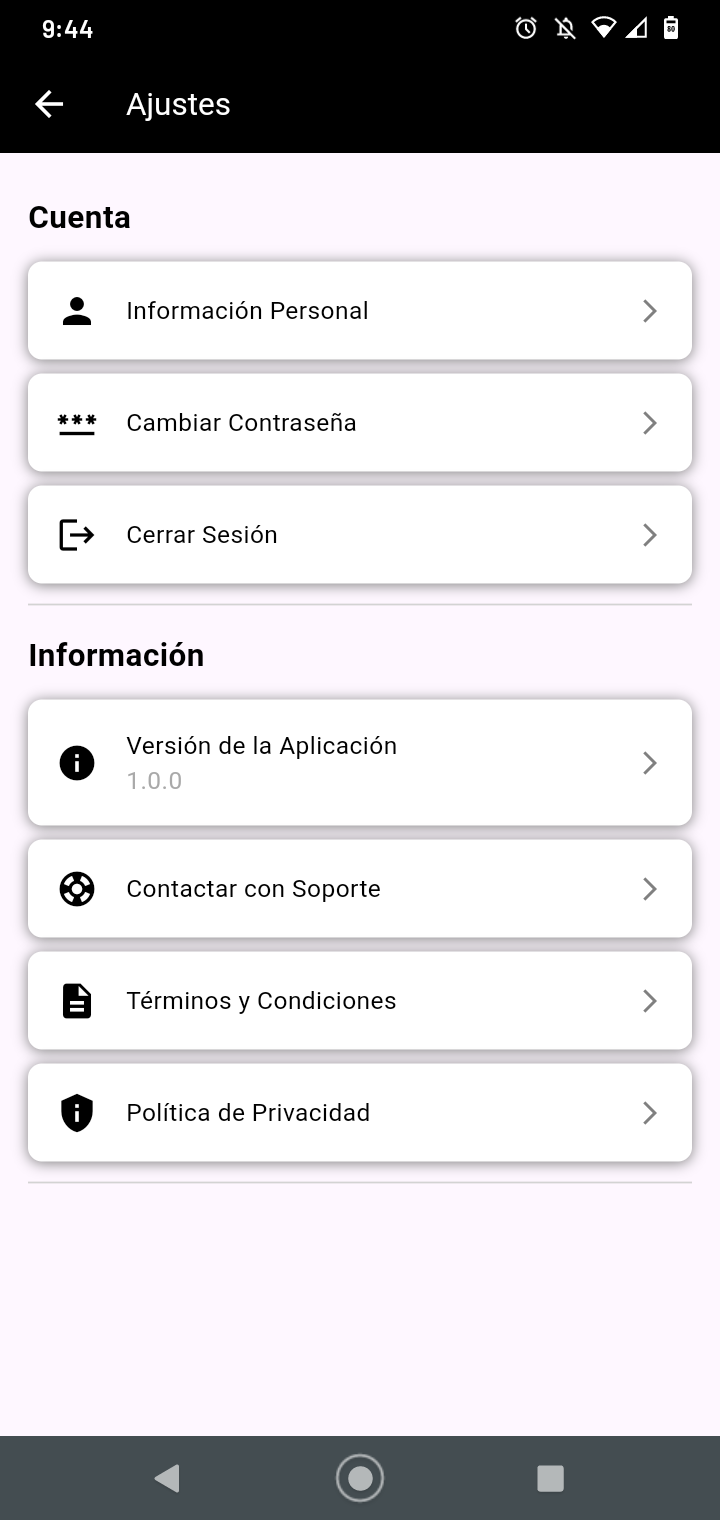 9:44
80
Ajustes
Cuenta
Información Personal
Cambiar Contraseña
Cerrar Sesión
Información
Versión de la Aplicación
1.0.0
Contactar con Soporte
Términos y Condiciones
Política de Privacidad